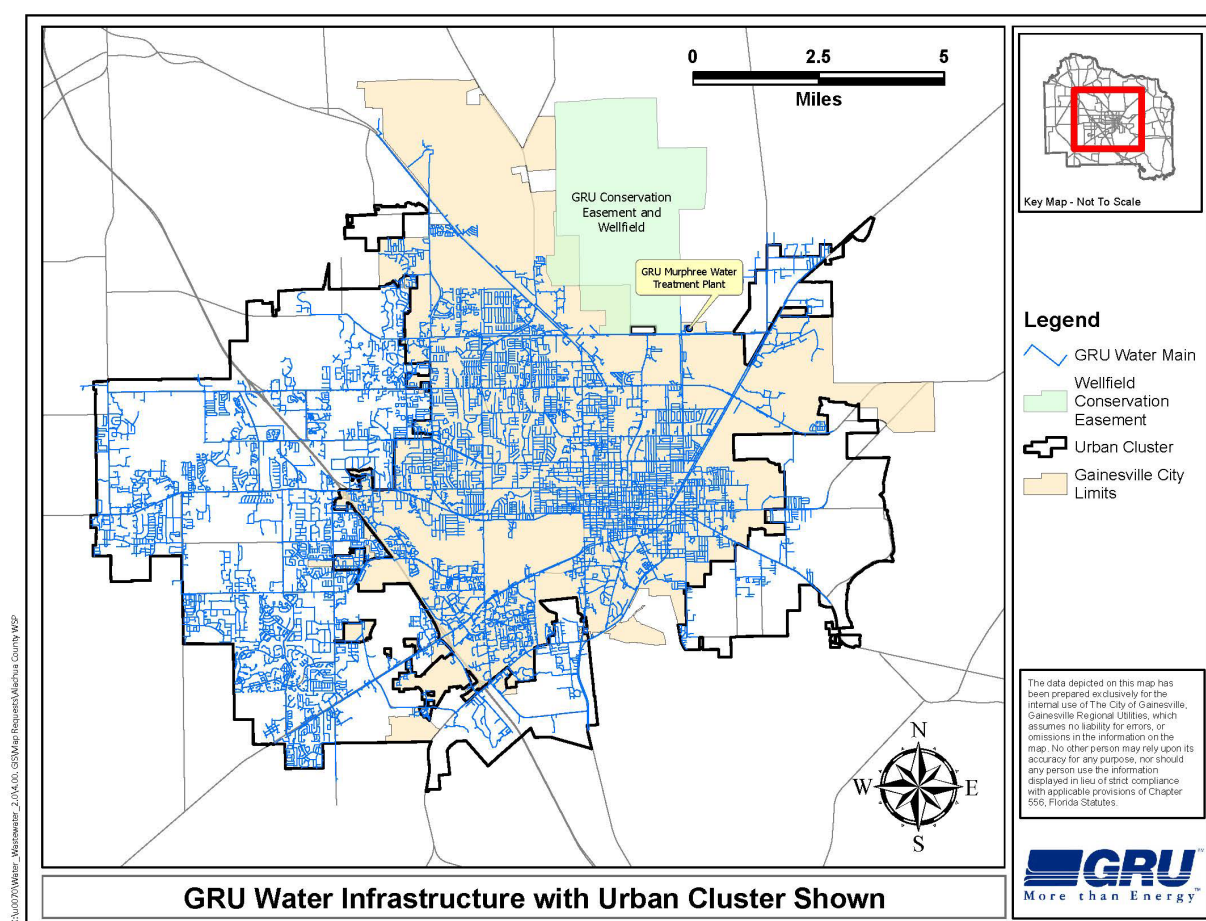 0 2.5 5
Miles
GRU Conservation
Easement and
Wellfield
GRU Murphree Water
Treatment Plant
N
W E
S
GRU Water Infrastructure with Urban Cluster Shown
Key Map - Not To Scale
Legend
GRU Water Main
Wellfield
Conservation
Easement
Urban Cluster
Gainesville City
Limits
The data depicted on this map has
been prepared exclusively for the
internal use of The City of Gainesville,
Gainesville Regional Utilities, which
assumes no liability for errors, or
omissions in the information on the
map. No other person may rely upon its
accuracy for any purpose, nor should
any person use the information
displayed in lieu of strict compliance
with applicable provisions of Chapter
556, Florida Statutes.
GRU
More than Energy